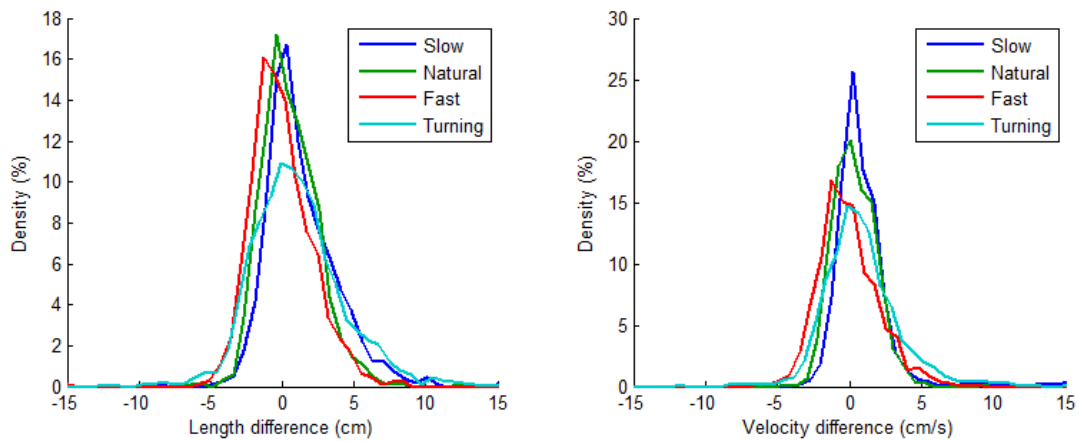 18
16
14
12
10
8
6
4
2
0
Density (%)
-15
-10
-5
0
5
10
15
Length difference (cm)
Slow
Natural
Fast
Turning
30
25
20
15
10
5
0
Density (%)
-15
-10
-5
0
5
10
15
Velocity difference (cm/s)
Slow
Natural
Fast
Turning